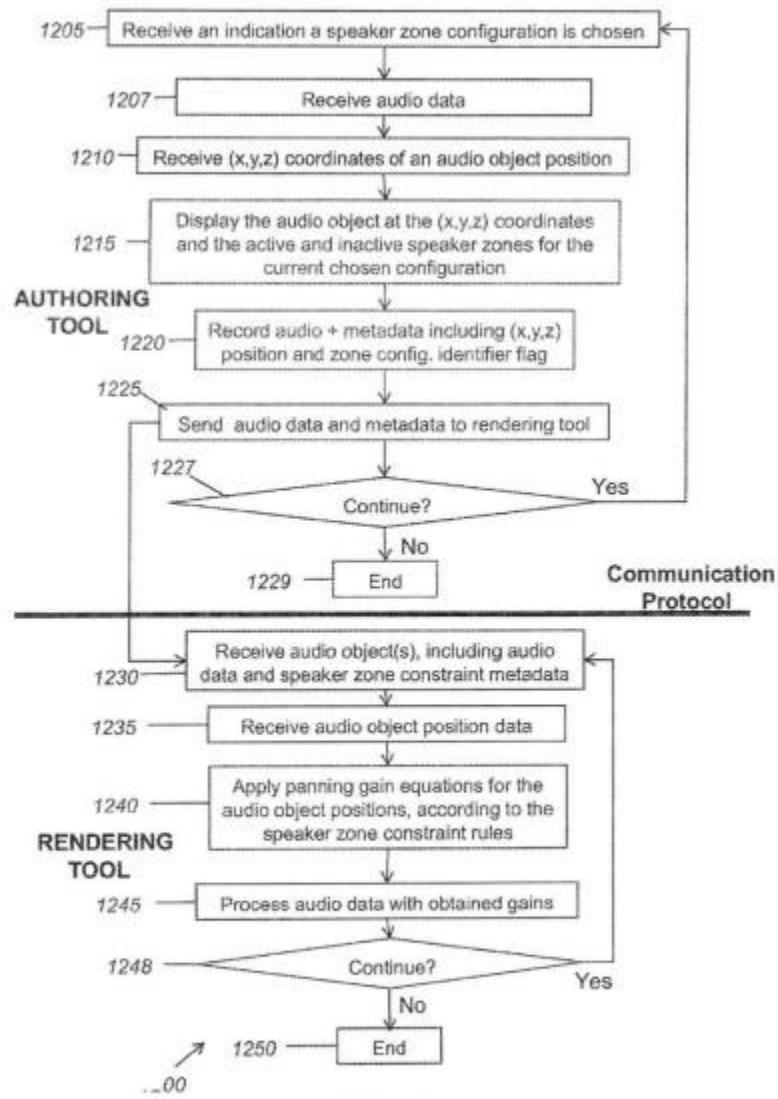 1205
Receive an indication a speaker zone configuration is chosen
1207
Receive audio data
1210
Receive (x,y,z) coordinates of an audio object position
1215
Display the audio object at the (x,y,z) coordinates
and the active and inactive speaker zones for the
current chosen configuration
AUTHORING
TOOL
1220
Record audio + metadata including (x,y,z)
position and zone config. identifier flag
1225
Send audio data and metadata to rendering tool
1227
Continue?
Yes
No
1229
End
Communication
Protocol
Receive audio object(s), including audio
data and speaker zone constraint metadata
1230
1235
Receive audio object position data
1240
Apply panning gain equations for the
audio object positions, according to the
speaker zone constraint rules
RENDERING
TOOL
1245
Process audio data with obtained gains
1248
Continue?
Yes
No
1250
End